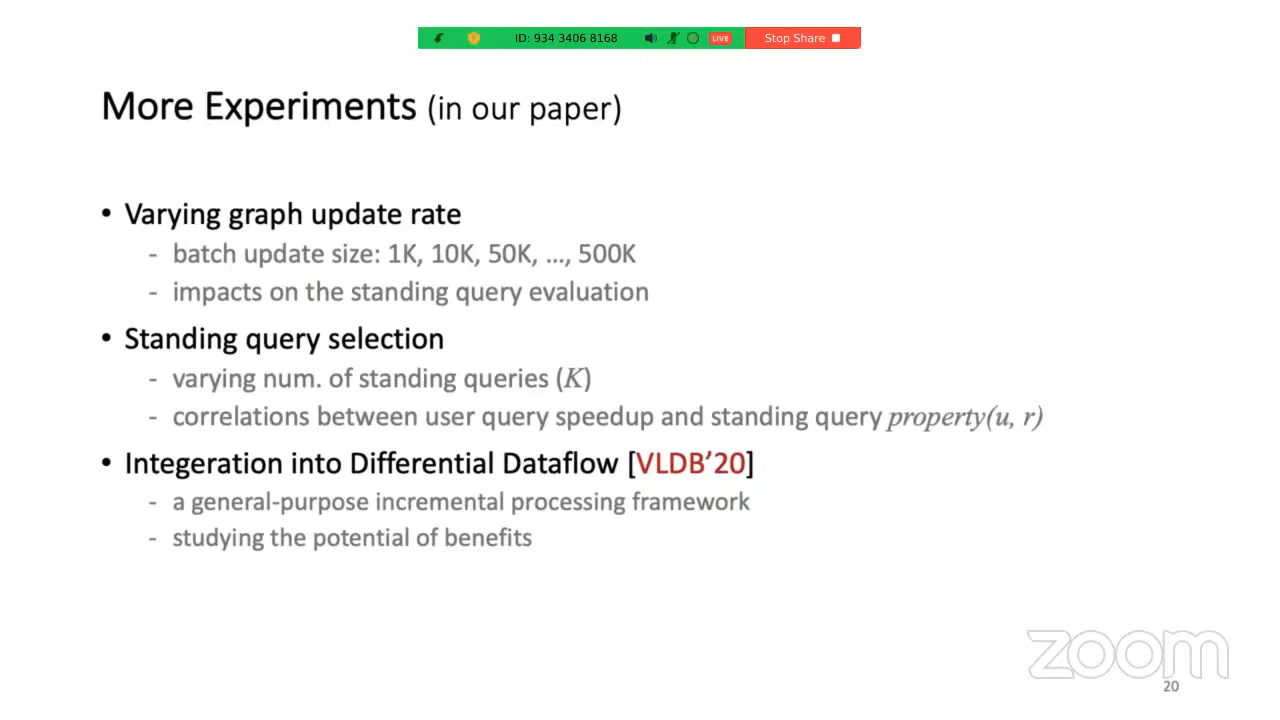 ID: 934 3406 8168 LIVE Stop Share
More Experiments (in our paper)
• Varying graph update rate
- batch update size: 1K, 10K, 50K, …, 500K
- impacts on the standing query evaluation
• Standing query selection
- varying num. of standing queries (K)
- correlations between user query speedup and standing query property(u, r)
• Integeration into Differential Dataflow [VLDB’20]
- a general-purpose incremental processing framework
- studying the potential of benefits
zoom
20